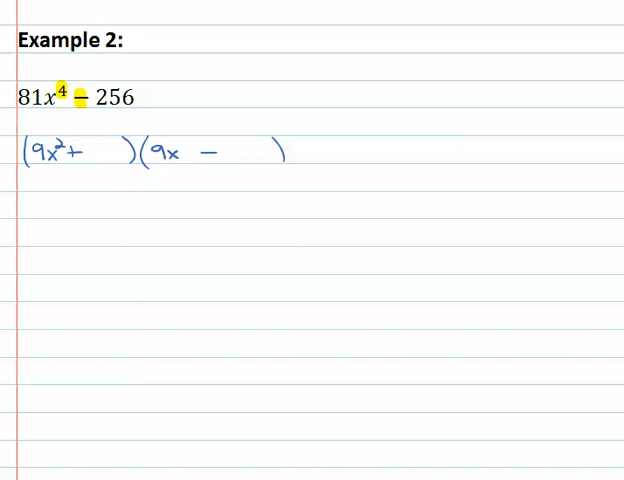 Example 2:
81x⁴ − 256
(9x²+ )(9x − )